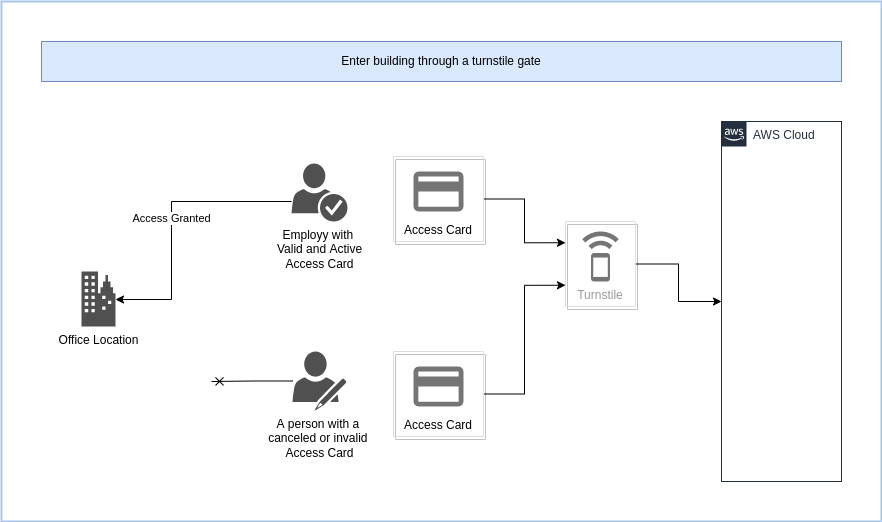 Enter building through a turnstile gate
aws
AWS Cloud
Access Granted
Employy with
Valid and Active
Access Card
Access Card
Turnstile
Office Location
A person with a
canceled or invalid
Access Card
Access Card